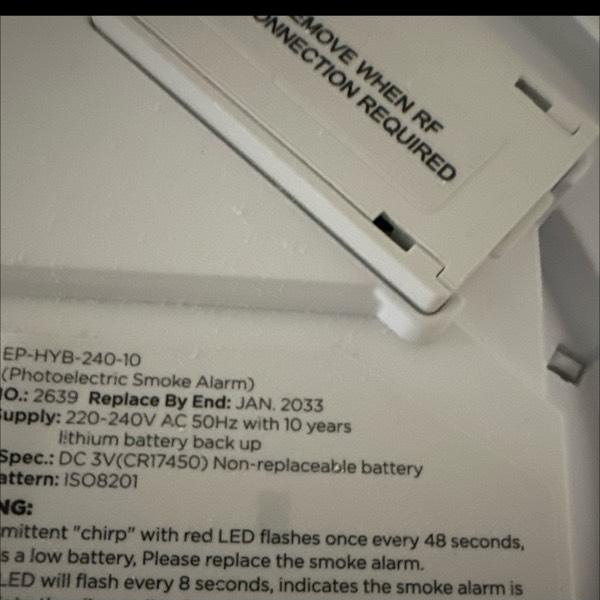 EMOVE WHEN RF
ONNECTION REQUIRED
EP-HYB-240-10
(Photoelectric Smoke Alarm)
IO.: 2639 Replace By End: JAN. 2033
upply: 220-240V AC 50Hz with 10 years
lithium battery back up
Spec.: DC 3V(CR17450) Non-replaceable battery
attern: ISO8201
NG:
mittent "chirp" with red LED flashes once every 48 seconds,
s a low battery, Please replace the smoke alarm.
LED will flash every 8 seconds, indicates the smoke alarm is